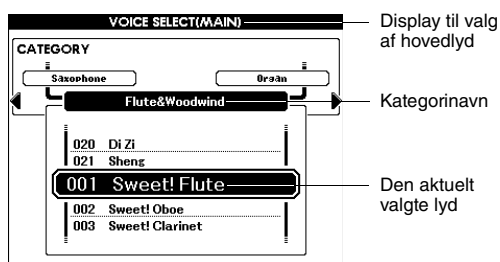 VOICE SELECT(MAIN)
Display til valg
af hovedlyd
CATEGORY
Saxophone
Organ
Flute&Woodwind
Kategorinavn
020 Di Zi
021 Sheng
001 Sweet! Flute
Den aktuelt
valgte lyd
002 Sweet! Oboe
003 Sweet! Clarinet